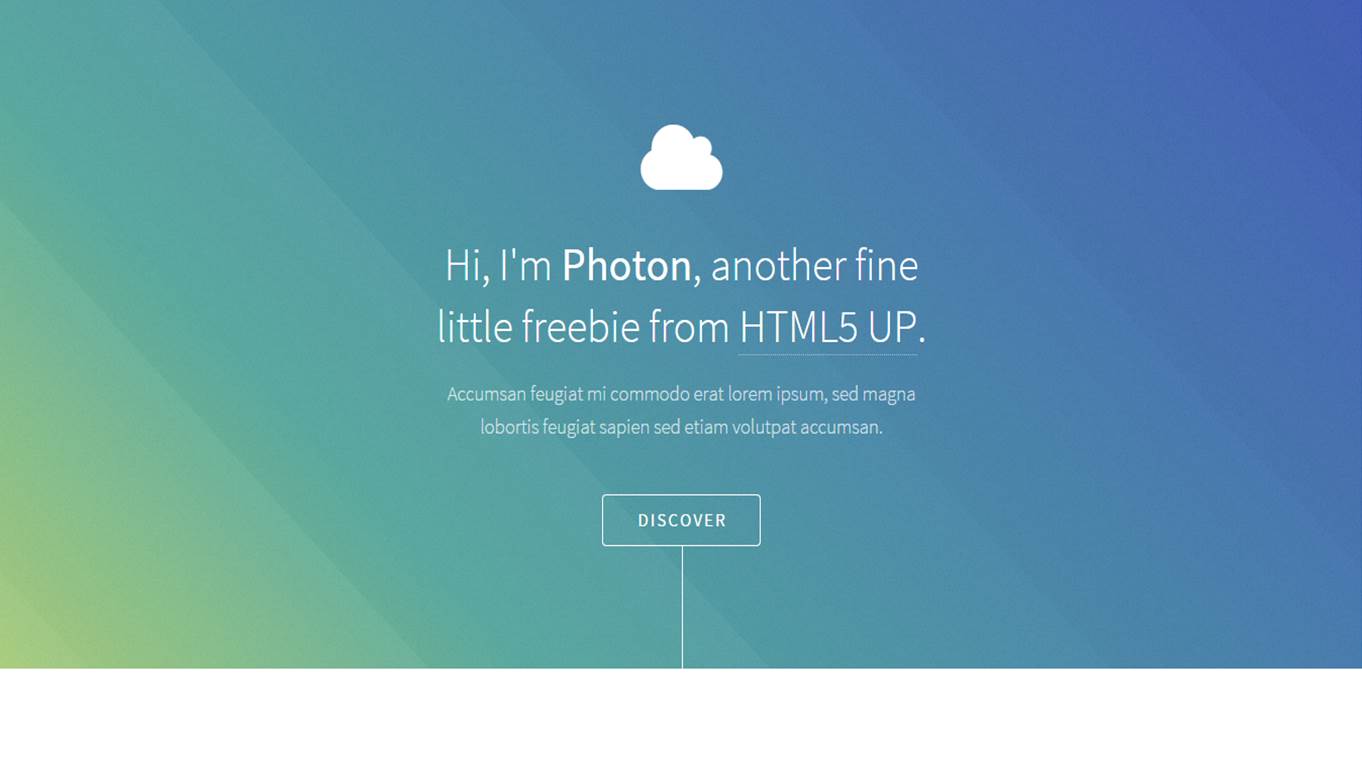 Hi, I'm Photon, another fine
little freebie from HTML5 UP.
Accumsan feugiat mi commodo erat lorem ipsum, sed magna
lobortis feugiat sapien sed etiam volutpat accumsan.
DISCOVER